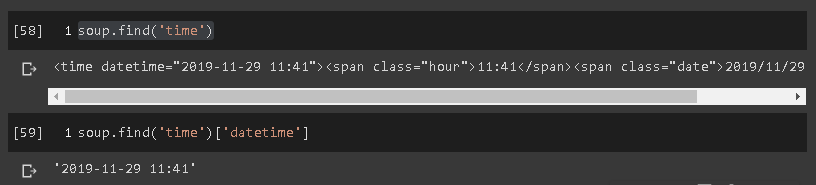 [58] 1 soup.find('time')
<time datetime="2019-11-29 11:41"><span class="hour">11:41</span><span class="date">2019/11/29
[59] 1 soup.find('time')['datetime']
'2019-11-29 11:41'